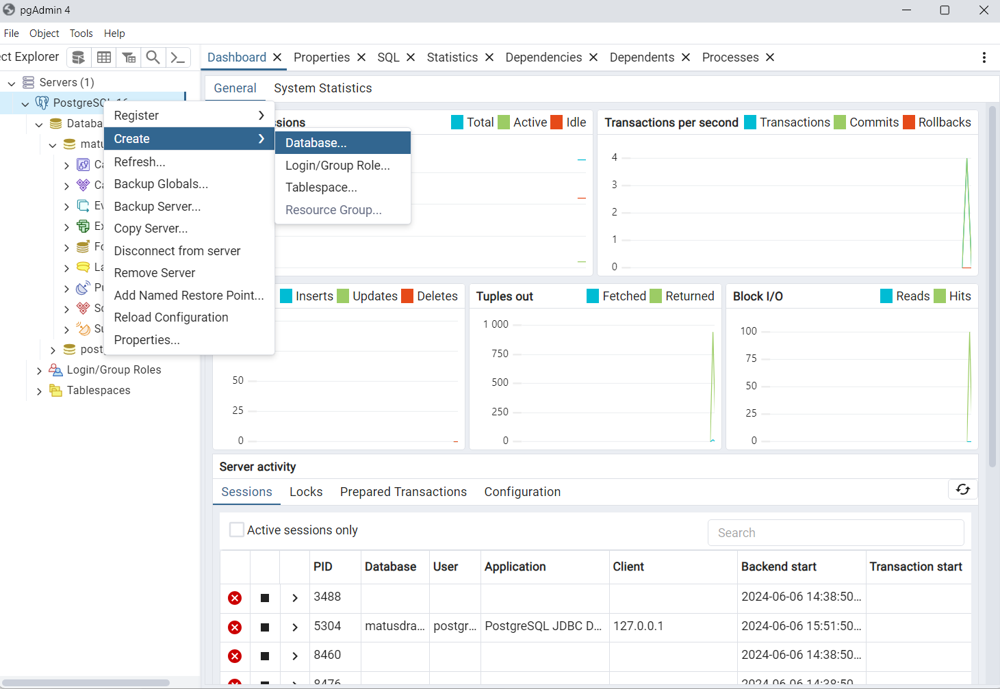 pgAdmin 4
File Object Tools Help
ct Explorer
Dashboard Properties SQL Statistics Dependencies Dependents Processes
Servers (1)
General System Statistics
PostgreSQL 16
Databa
matu
Ca
Ca
Ev
Ex
Fo
La
Pu
Sc
Su
post
Login/Group Roles
Tablespaces
Register
Create
Refresh...
Backup Globals...
Backup Server...
Copy Server...
Disconnect from server
Remove Server
Add Named Restore Point...
Reload Configuration
Properties...
Database...
Login/Group Role...
Tablespace...
Resource Group...
ssions Total Active Idle
Transactions per second Transactions Commits Rollbacks
4
3
2
1
0
Inserts Updates Deletes
50
25
0
Tuples out Fetched Returned
1 000
750
500
250
0
Block I/O Reads Hits
100
75
50
25
0
Server activity
Sessions Locks Prepared Transactions Configuration
Active sessions only
Search
PID Database User Application Client Backend start Transaction start
3488 2024-06-06 14:38:50...
5304 matusdra... postgr... PostgreSQL JDBC D... 127.0.0.1 2024-06-06 15:51:50...
8460 2024-06-06 14:38:50...
8476 2024-06-06 14:38:50...